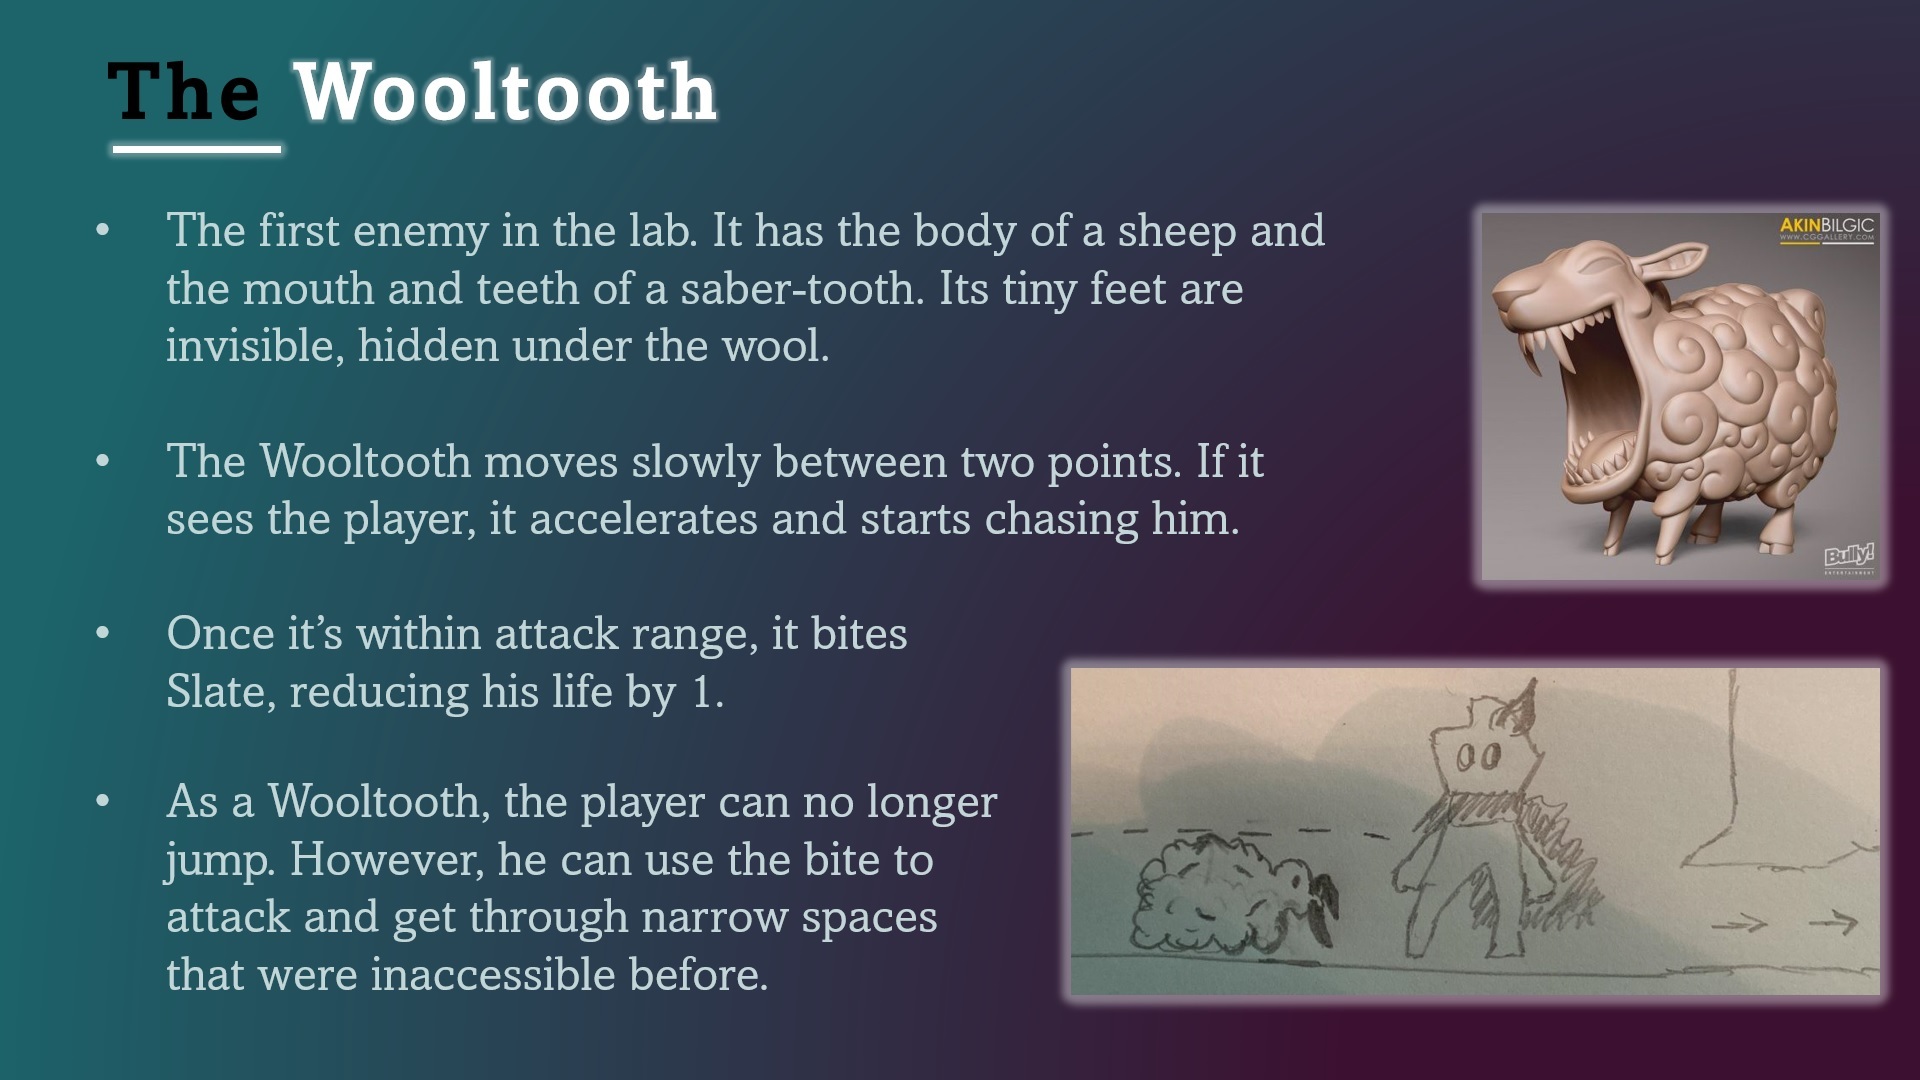 The Wooltooth
• The first enemy in the lab. It has the body of a sheep and
the mouth and teeth of a saber-tooth. Its tiny feet are
invisible, hidden under the wool.
• The Wooltooth moves slowly between two points. If it
sees the player, it accelerates and starts chasing him.
• Once it’s within attack range, it bites
Slate, reducing his life by 1.
• As a Wooltooth, the player can no longer
jump. However, he can use the bite to
attack and get through narrow spaces
that were inaccessible before.
AKINBILGIC
WWW.CGGALLERY.COM
Bully!
ENTERTAINMENT